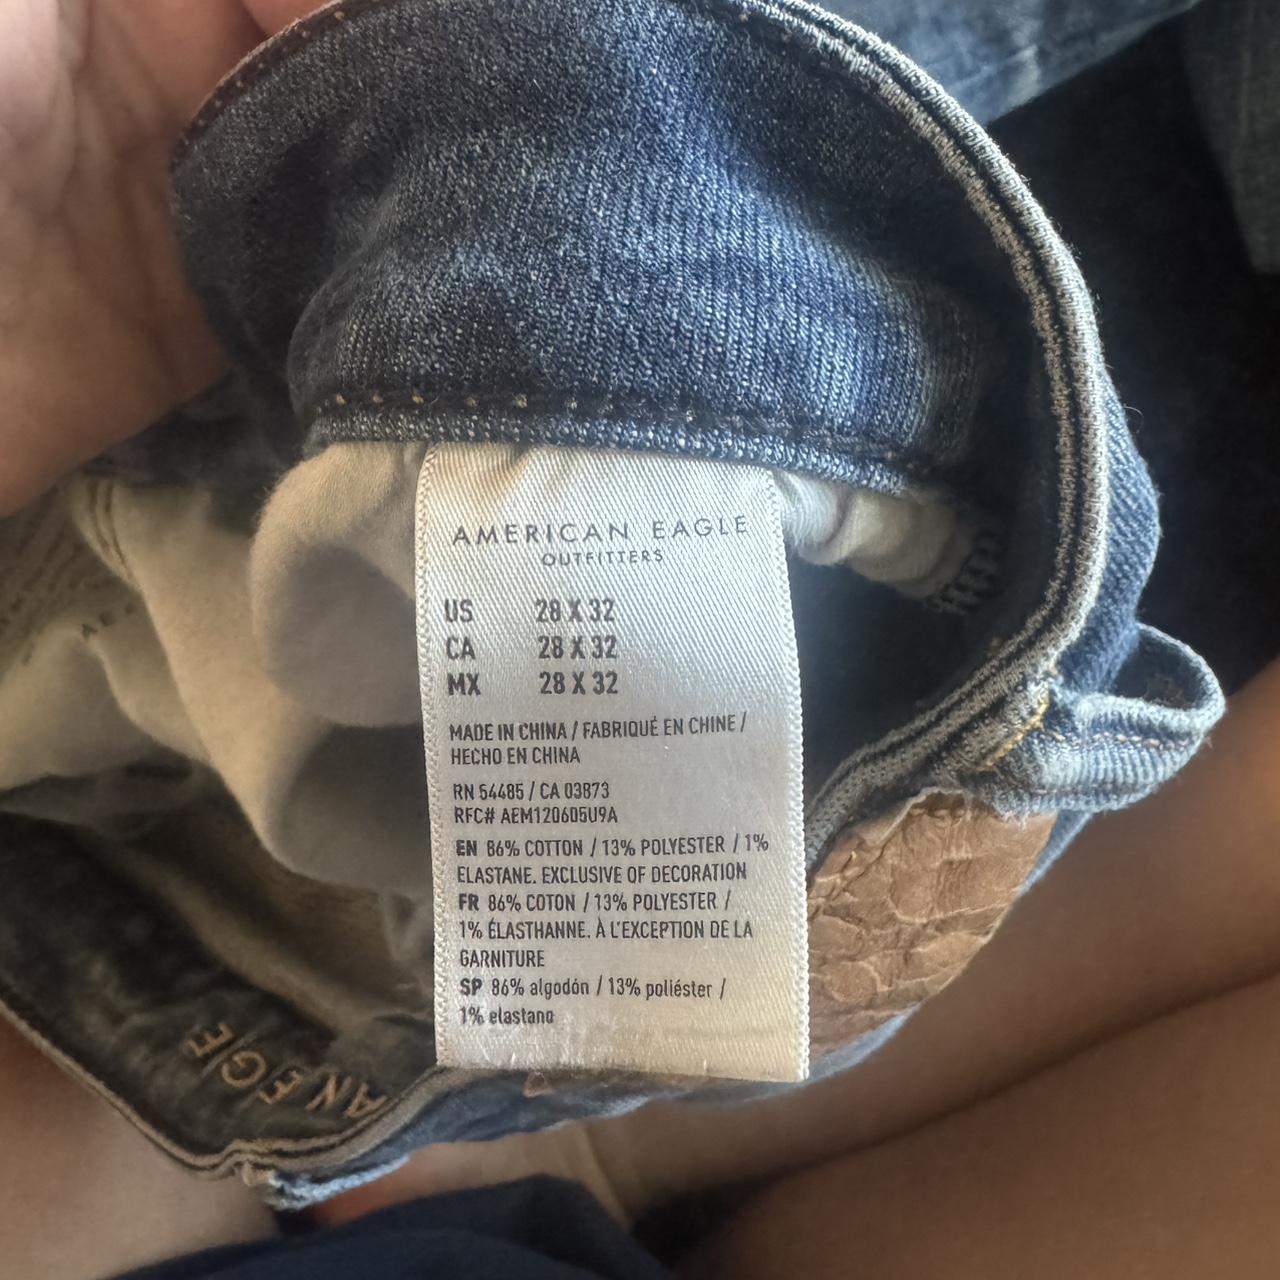 AMERICAN EAGLE
OUTFITTERS
US 28 X 32
CA 28 X 32
MX 28 X 32
MADE IN CHINA / FABRIQUÉ EN CHINE /
HECHO EN CHINA
RN 54485 / CA 03873
RFC# AEM120605U9A
EN 86% COTTON / 13% POLYESTER / 1%
ELASTANE. EXCLUSIVE OF DECORATION
FR 86% COTON / 13% POLYESTER /
1% ÉLASTHANNE. À L'EXCEPTION DE LA
GARNITURE
SP 86% algodón / 13% poliéster /
1% elastano